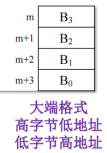 m B₃
m+1 B₂
m+2 B₁
m+3 B₀
大端格式
高字节低地址
低字节高地址